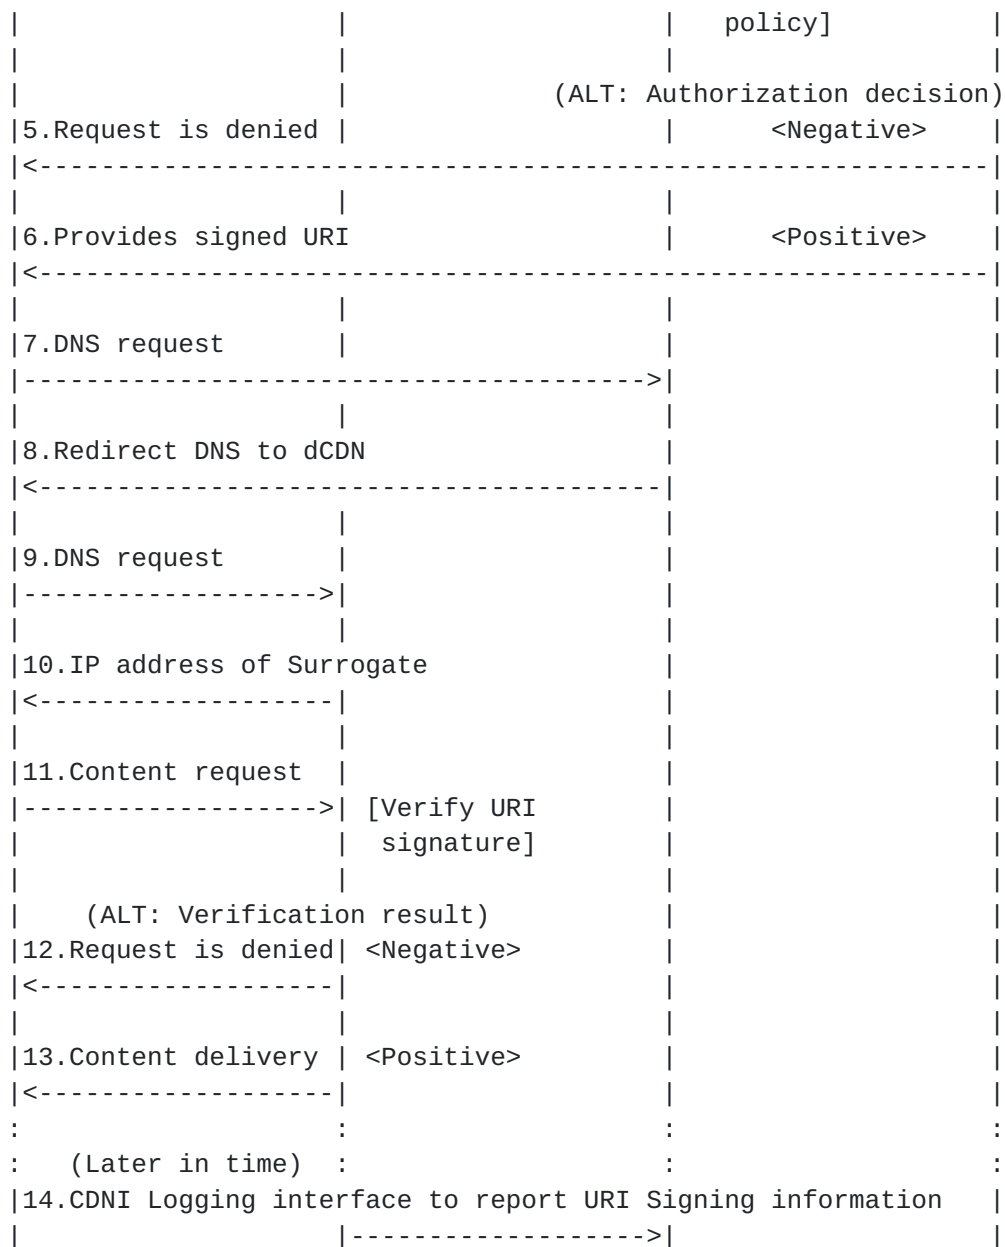 |                    |                    |   policy]          |
|                    |                    |                    |
|                    |             (ALT: Authorization decision)
|5.Request is denied |                    |      <Negative>    |
|<-------------------------------------------------------------|
|                    |                    |                    |
|6.Provides signed URI                    |      <Positive>    |
|<-------------------------------------------------------------|
|                    |                    |                    |
|7.DNS request       |                    |                    |
|---------------------------------------->|                    |
|                    |                    |                    |
|8.Redirect DNS to dCDN                   |                    |
|<----------------------------------------|                    |
|                    |                    |                    |
|9.DNS request       |                    |                    |
|------------------->|                    |                    |
|                    |                    |                    |
|10.IP address of Surrogate               |                    |
|<-------------------|                    |                    |
|                    |                    |                    |
|11.Content request  |                    |                    |
|------------------->| [Verify URI        |                    |
|                    |  signature]        |                    |
|                    |                    |                    |
|    (ALT: Verification result)           |                    |
|12.Request is denied| <Negative>         |                    |
|<-------------------|                    |                    |
|                    |                    |                    |
|13.Content delivery | <Positive>         |                    |
|<-------------------|                    |                    |
:                    :                    :                    :
:   (Later in time)  :                    :                    :
|14.CDNI Logging interface to report URI Signing information   |
|                    |------------------->|                    |